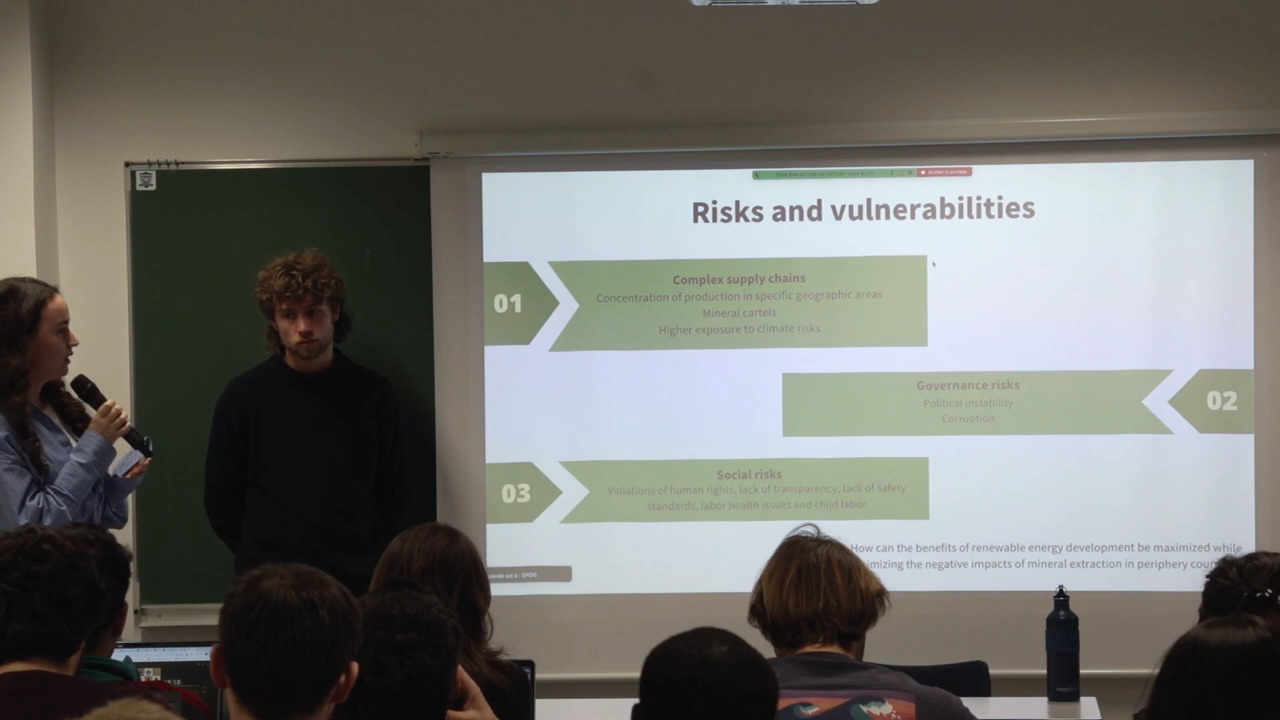 Risks and vulnerabilities
01
Complex supply chains
Concentration of production in specific geographic areas
Mineral cartels
Higher exposure to climate risks
Governance risks
Political instability
Corruption
02
03
Social risks
Violations of human rights, lack of transparency, lack of safety
standards, labor health issues and child labor
How can the benefits of renewable energy development be maximized while
the negative impacts of mineral extraction in periphery